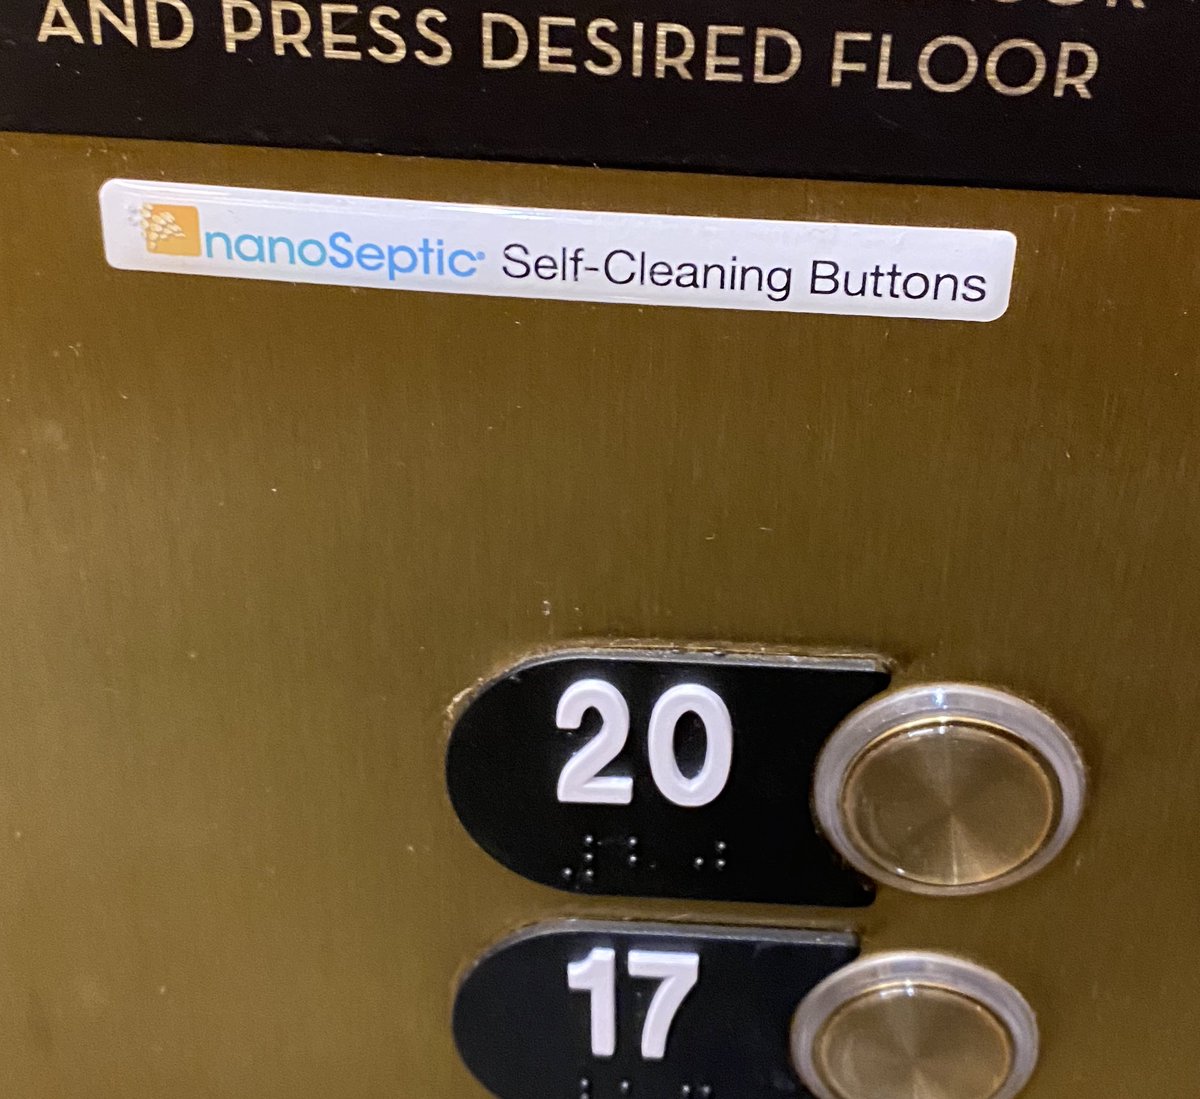 AND PRESS DESIRED FLOOR
nanoSeptic® Self-Cleaning Buttons
20
17